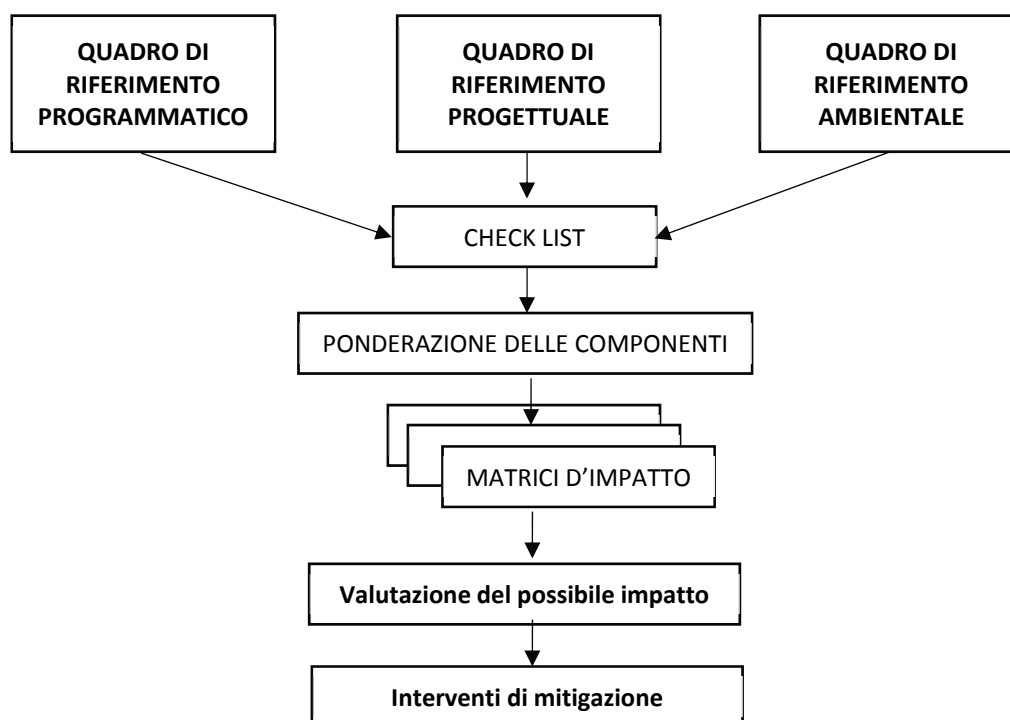 QUADRO DI
RIFERIMENTO
PROGRAMMATICO
QUADRO DI
RIFERIMENTO
PROGETTUALE
QUADRO DI
RIFERIMENTO
AMBIENTALE
CHECK LIST
PONDERAZIONE DELLE COMPONENTI
MATRICI D’IMPATTO
Valutazione del possibile impatto
Interventi di mitigazione